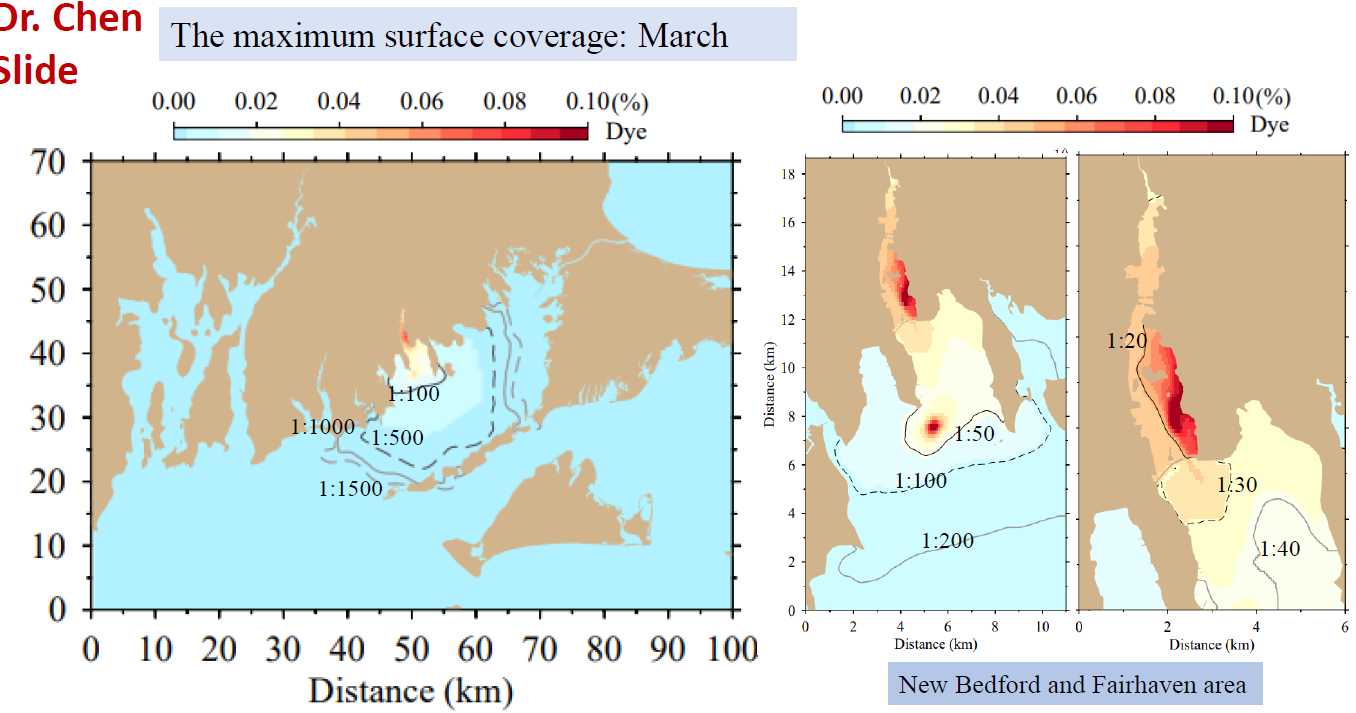 Dr. Chen
Slide
The maximum surface coverage: March
0.00 0.02 0.04 0.06 0.08 0.10(%)
Dye
70
60
50
40
30
20
10
0
0 10 20 30 40 50 60 70 80 90 100
Distance (km)
1:100
1:1000
1:500
1:1500
0.00 0.02 0.04 0.06 0.08 0.10(%)
Dye
18
16
14
12
10
8
6
4
2
0
Distance (km)
1:50
1:100
1:200
0 2 4 6 8 10
Distance (km)
1:20
1:30
1:40
0 2 4 6
Distance (km)
New Bedford and Fairhaven area